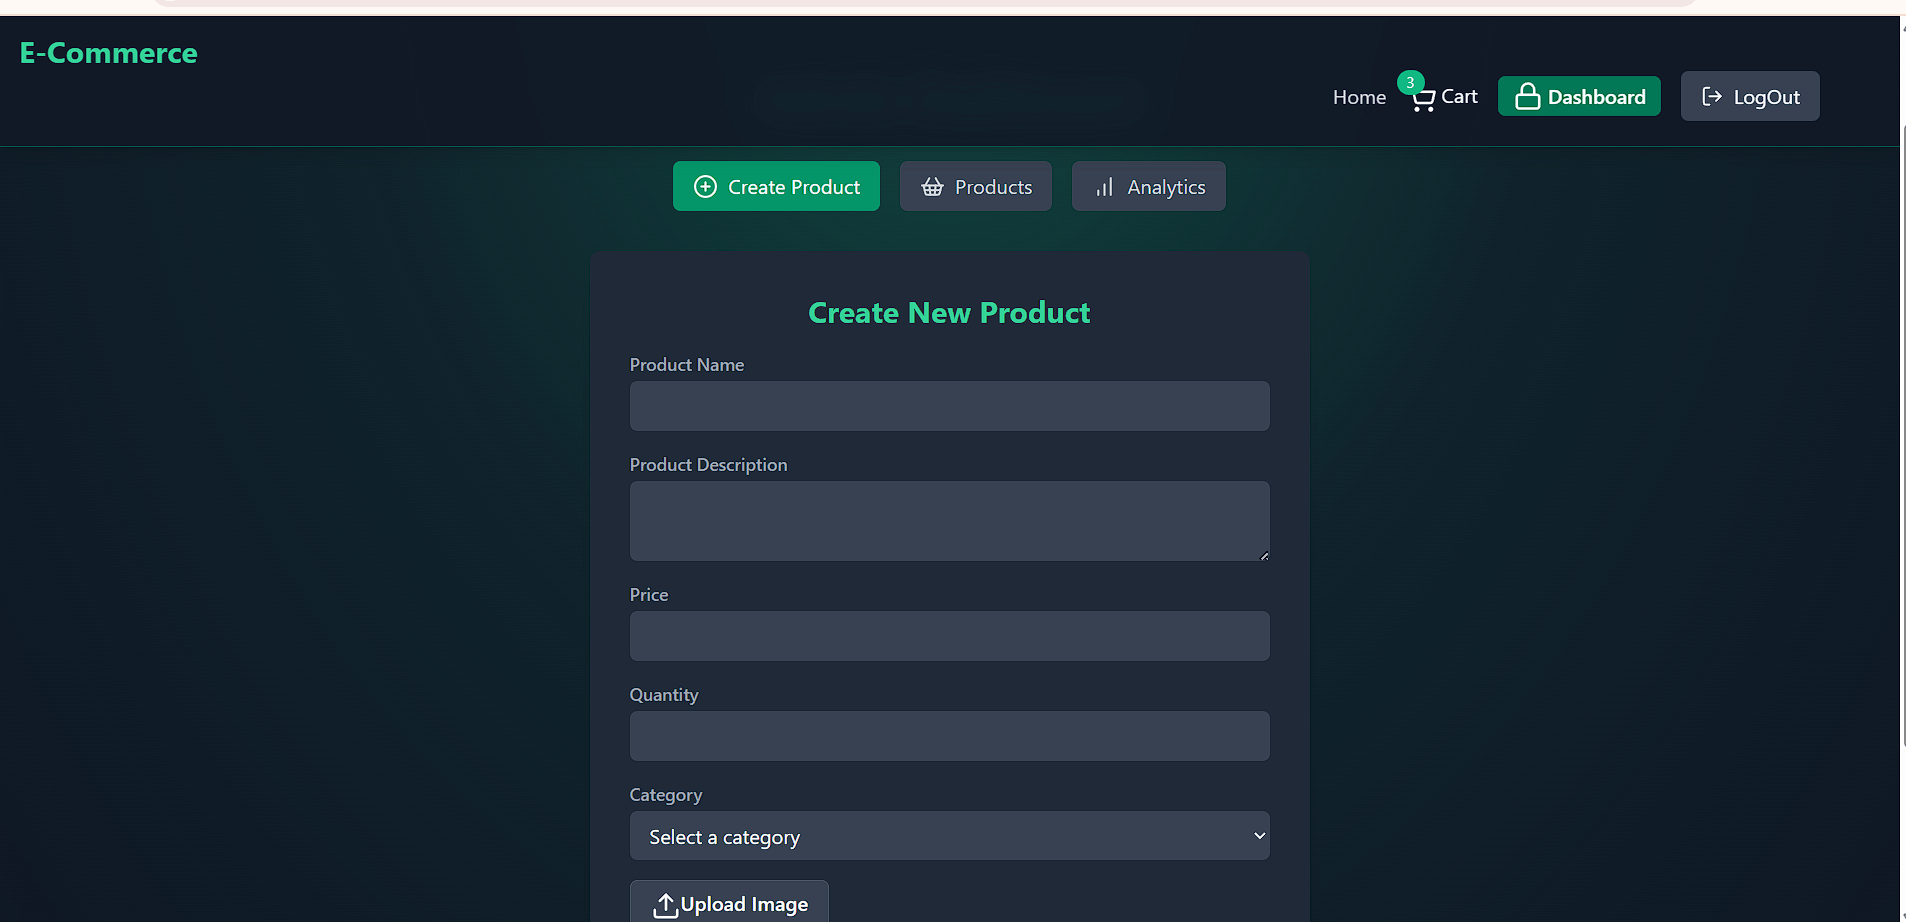 E-Commerce
Home 3 Cart Dashboard LogOut
Create Product Products Analytics
Create New Product
Product Name
Product Description
Price
Quantity
Category
Select a category
Upload Image